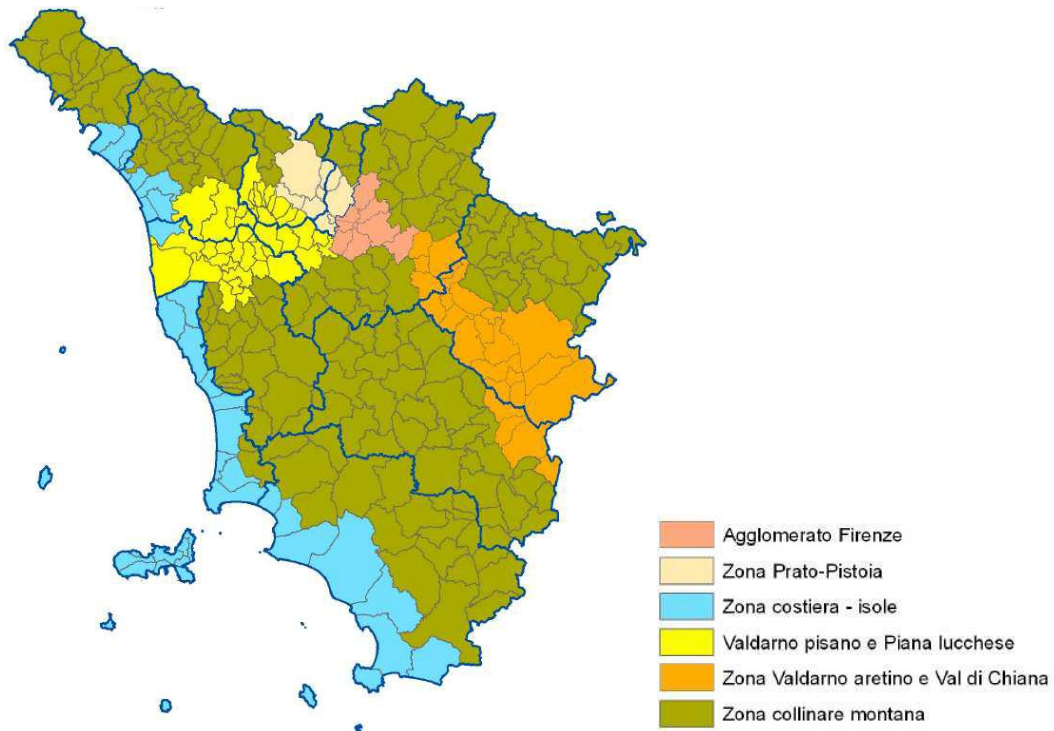 Agglomerato Firenze
Zona Prato-Pistoia
Zona costiera - isole
Valdarno pisano e Piana lucchese
Zona Valdarno aretino e Val di Chiana
Zona collinare montana